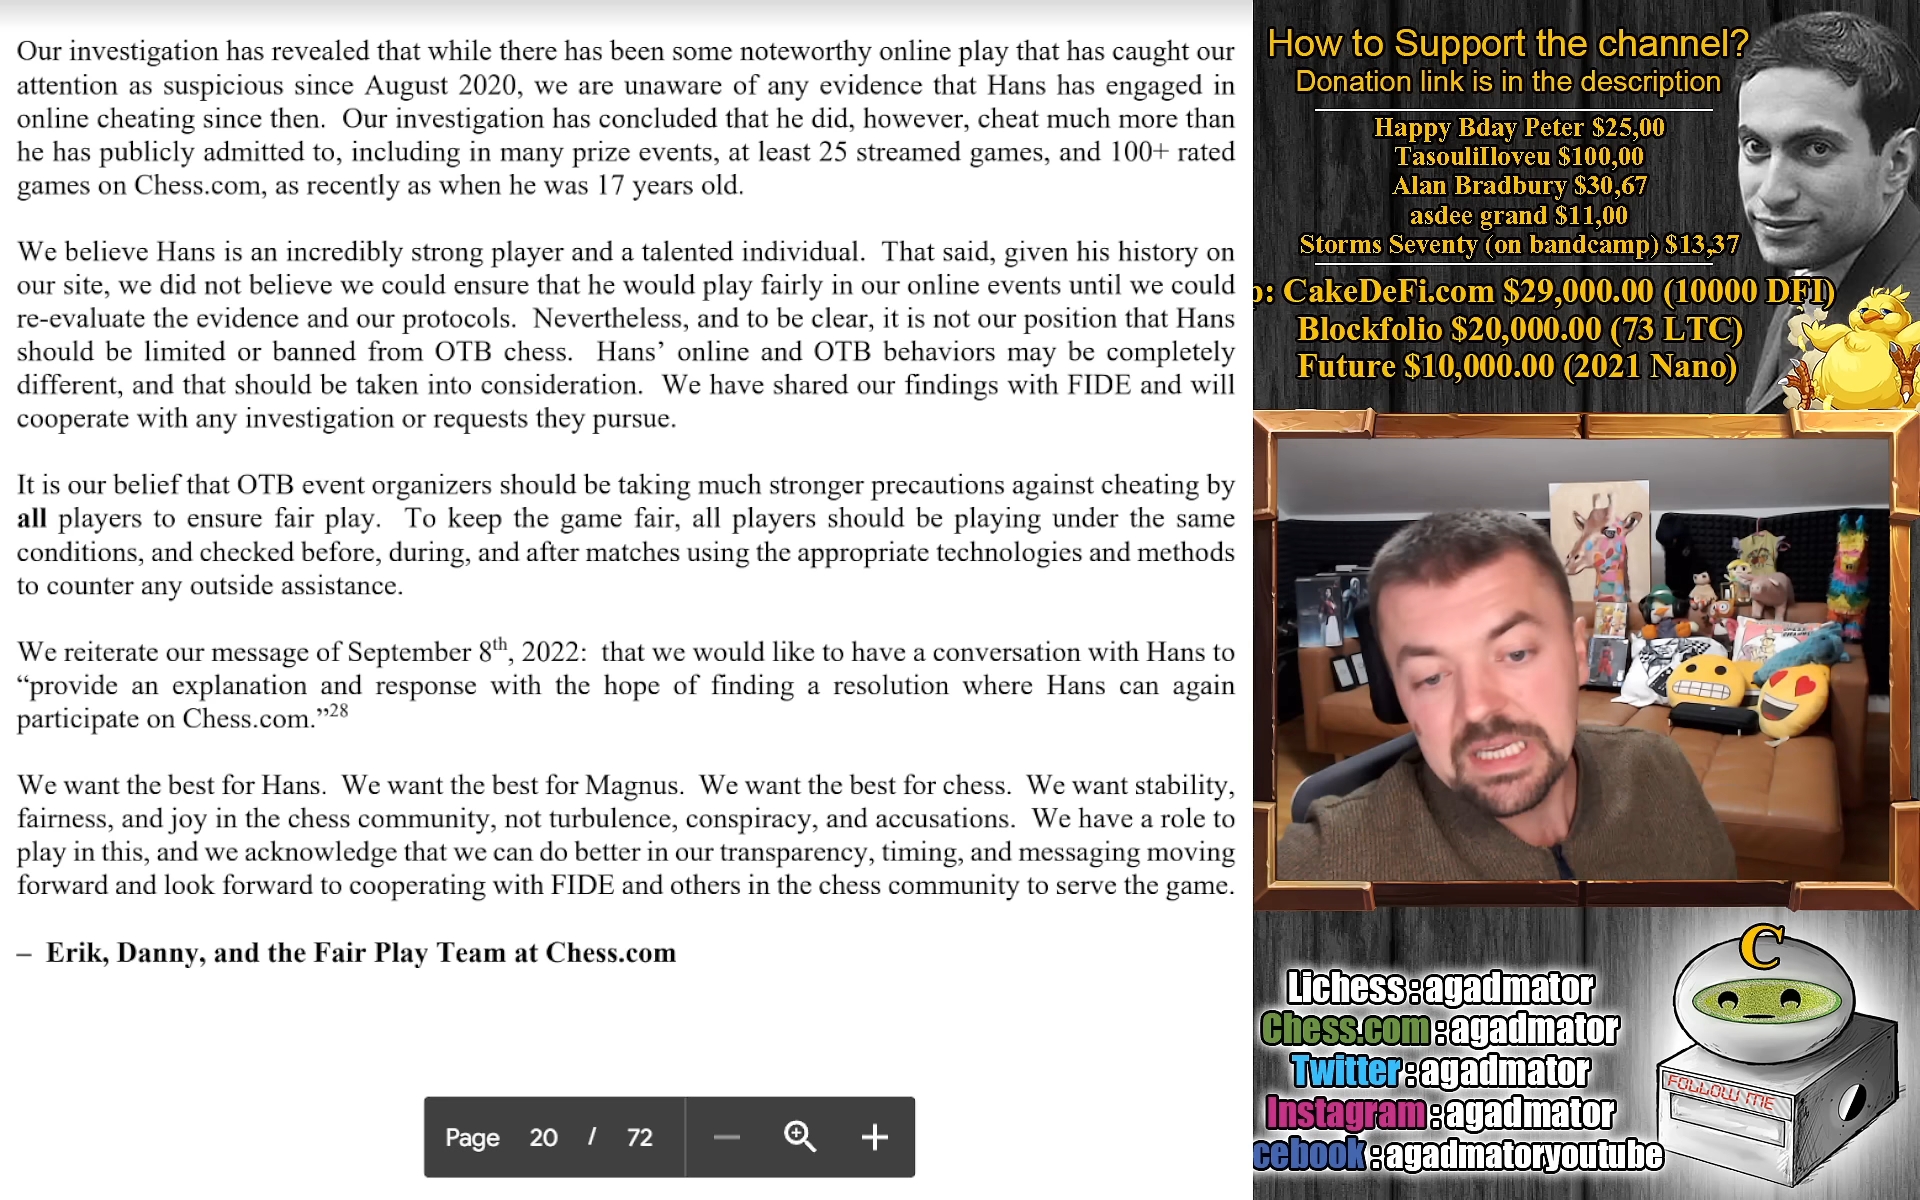 Our investigation has revealed that while there has been some noteworthy online play that has caught our
attention as suspicious since August 2020, we are unaware of any evidence that Hans has engaged in
online cheating since then.  Our investigation has concluded that he did, however, cheat much more than
he has publicly admitted to, including in many prize events, at least 25 streamed games, and 100+ rated
games on Chess.com, as recently as when he was 17 years old.
We believe Hans is an incredibly strong player and a talented individual.  That said, given his history on
our site, we did not believe we could ensure that he would play fairly in our online events until we could
re-evaluate the evidence and our protocols.  Nevertheless, and to be clear, it is not our position that Hans
should be limited or banned from OTB chess.  Hans’ online and OTB behaviors may be completely
different, and that should be taken into consideration.  We have shared our findings with FIDE and will
cooperate with any investigation or requests they pursue.
It is our belief that OTB event organizers should be taking much stronger precautions against cheating by
all players to ensure fair play.  To keep the game fair, all players should be playing under the same
conditions, and checked before, during, and after matches using the appropriate technologies and methods
to counter any outside assistance.
We reiterate our message of September 8th, 2022:  that we would like to have a conversation with Hans to
“provide an explanation and response with the hope of finding a resolution where Hans can again
participate on Chess.com.”28
We want the best for Hans.  We want the best for Magnus.  We want the best for chess.  We want stability,
fairness, and joy in the chess community, not turbulence, conspiracy, and accusations.  We have a role to
play in this, and we acknowledge that we can do better in our transparency, timing, and messaging moving
forward and look forward to cooperating with FIDE and others in the chess community to serve the game.
– Erik, Danny, and the Fair Play Team at Chess.com
Page 20 / 72
How to Support the channel?
Donation link is in the description
Happy Bday Peter $25,00
TasouliIloveu $100,00
Alan Bradbury $30,67
asdee grand $11,00
Storms Seventy (on bandcamp) $13,37
: CakeDeFi.com $29,000.00 (10000 DFI)
Blockfolio $20,000.00 (73 LTC)
Future $10,000.00 (2021 Nano)
C
Lichess:agadmator
Chess.com:agadmator
Twitter:agadmator
Instagram:agadmator
cebook:agadmatoryoutube
FOLLOW ME